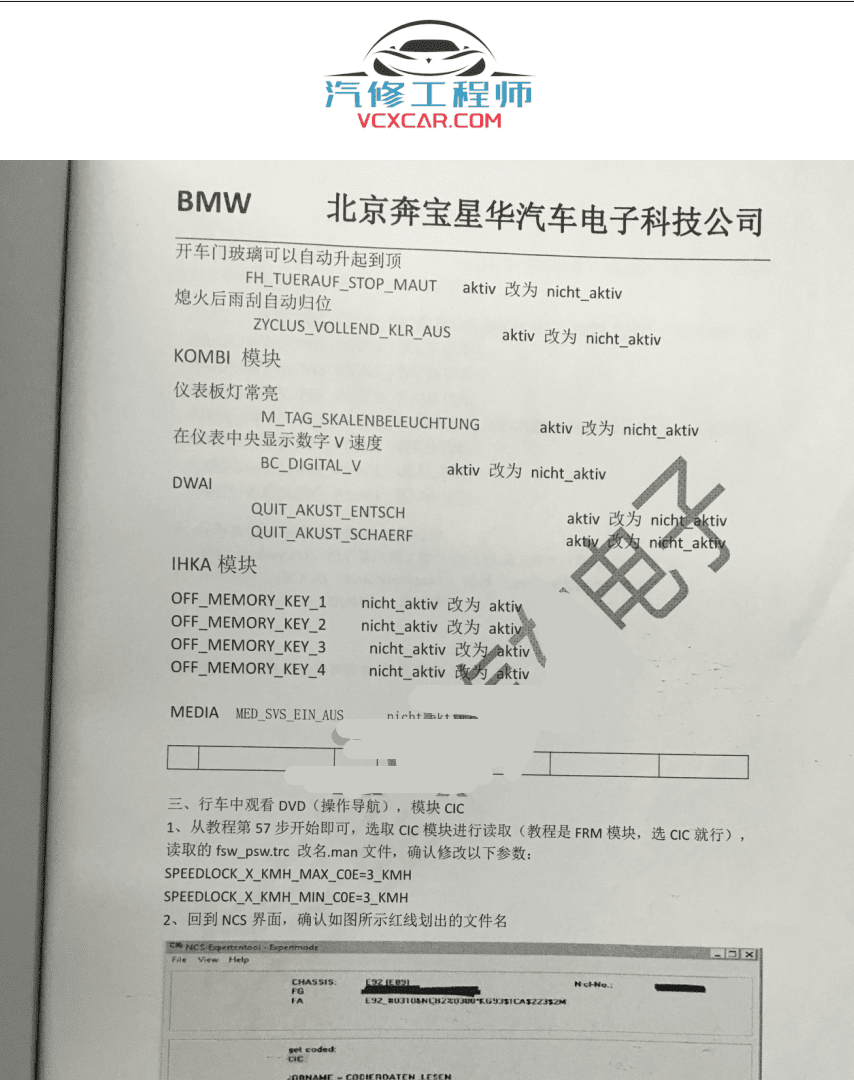 汽修工程师
VCXCAR.COM
BMW 北京奔宝星华汽车电子科技公司
开车门玻璃可以自动升起到顶
FH_TUERAUF_STOP_MAUT aktiv 改为 nicht_aktiv
熄火后雨刮自动归位
ZYCLUS_VOLLEND_KLR_AUS aktiv 改为 nicht_aktiv
KOMBI 模块
仪表板灯常亮
M_TAG_SKALENBELEUCHTUNG aktiv 改为 nicht_aktiv
在仪表中央显示数字 V 速度
BC_DIGITAL_V aktiv 改为 nicht_aktiv
DWAI
QUIT_AKUST_ENTSCH aktiv 改为 nicht_aktiv
QUIT_AKUST_SCHAERF aktiv 改为 nicht_aktiv
IHKA 模块
OFF_MEMORY_KEY_1 nicht_aktiv 改为 aktiv
OFF_MEMORY_KEY_2 nicht_aktiv 改为 aktiv
OFF_MEMORY_KEY_3 nicht_aktiv 改为 aktiv
OFF_MEMORY_KEY_4 nicht_aktiv 改为 aktiv
电子
MEDIA MED_SVS_EIN_AUS
三、行车中观看 DVD（操作导航），模块 CIC
1、从教程第 57 步开始即可，选取 CIC 模块进行读取（教程是 FRM 模块，选 CIC 就行），
读取的 fsw_psw.trc 改名.man 文件，确认修改以下参数：
SPEEDLOCK_X_KMH_MAX_C0E=3_KMH
SPEEDLOCK_X_KMH_MIN_C0E=3_KMH
2、回到 NCS 界面，确认如图所示红线划出的文件名
NCS-Expertentool - Expertmode
File View Help
CHASSIS: E92 (E89)
FG
FA E92_#0310&NCH2%0300*KG93$1CA$223$2M
get coded:
CIC
JOBNAME = CODIERDATEN_LESEN